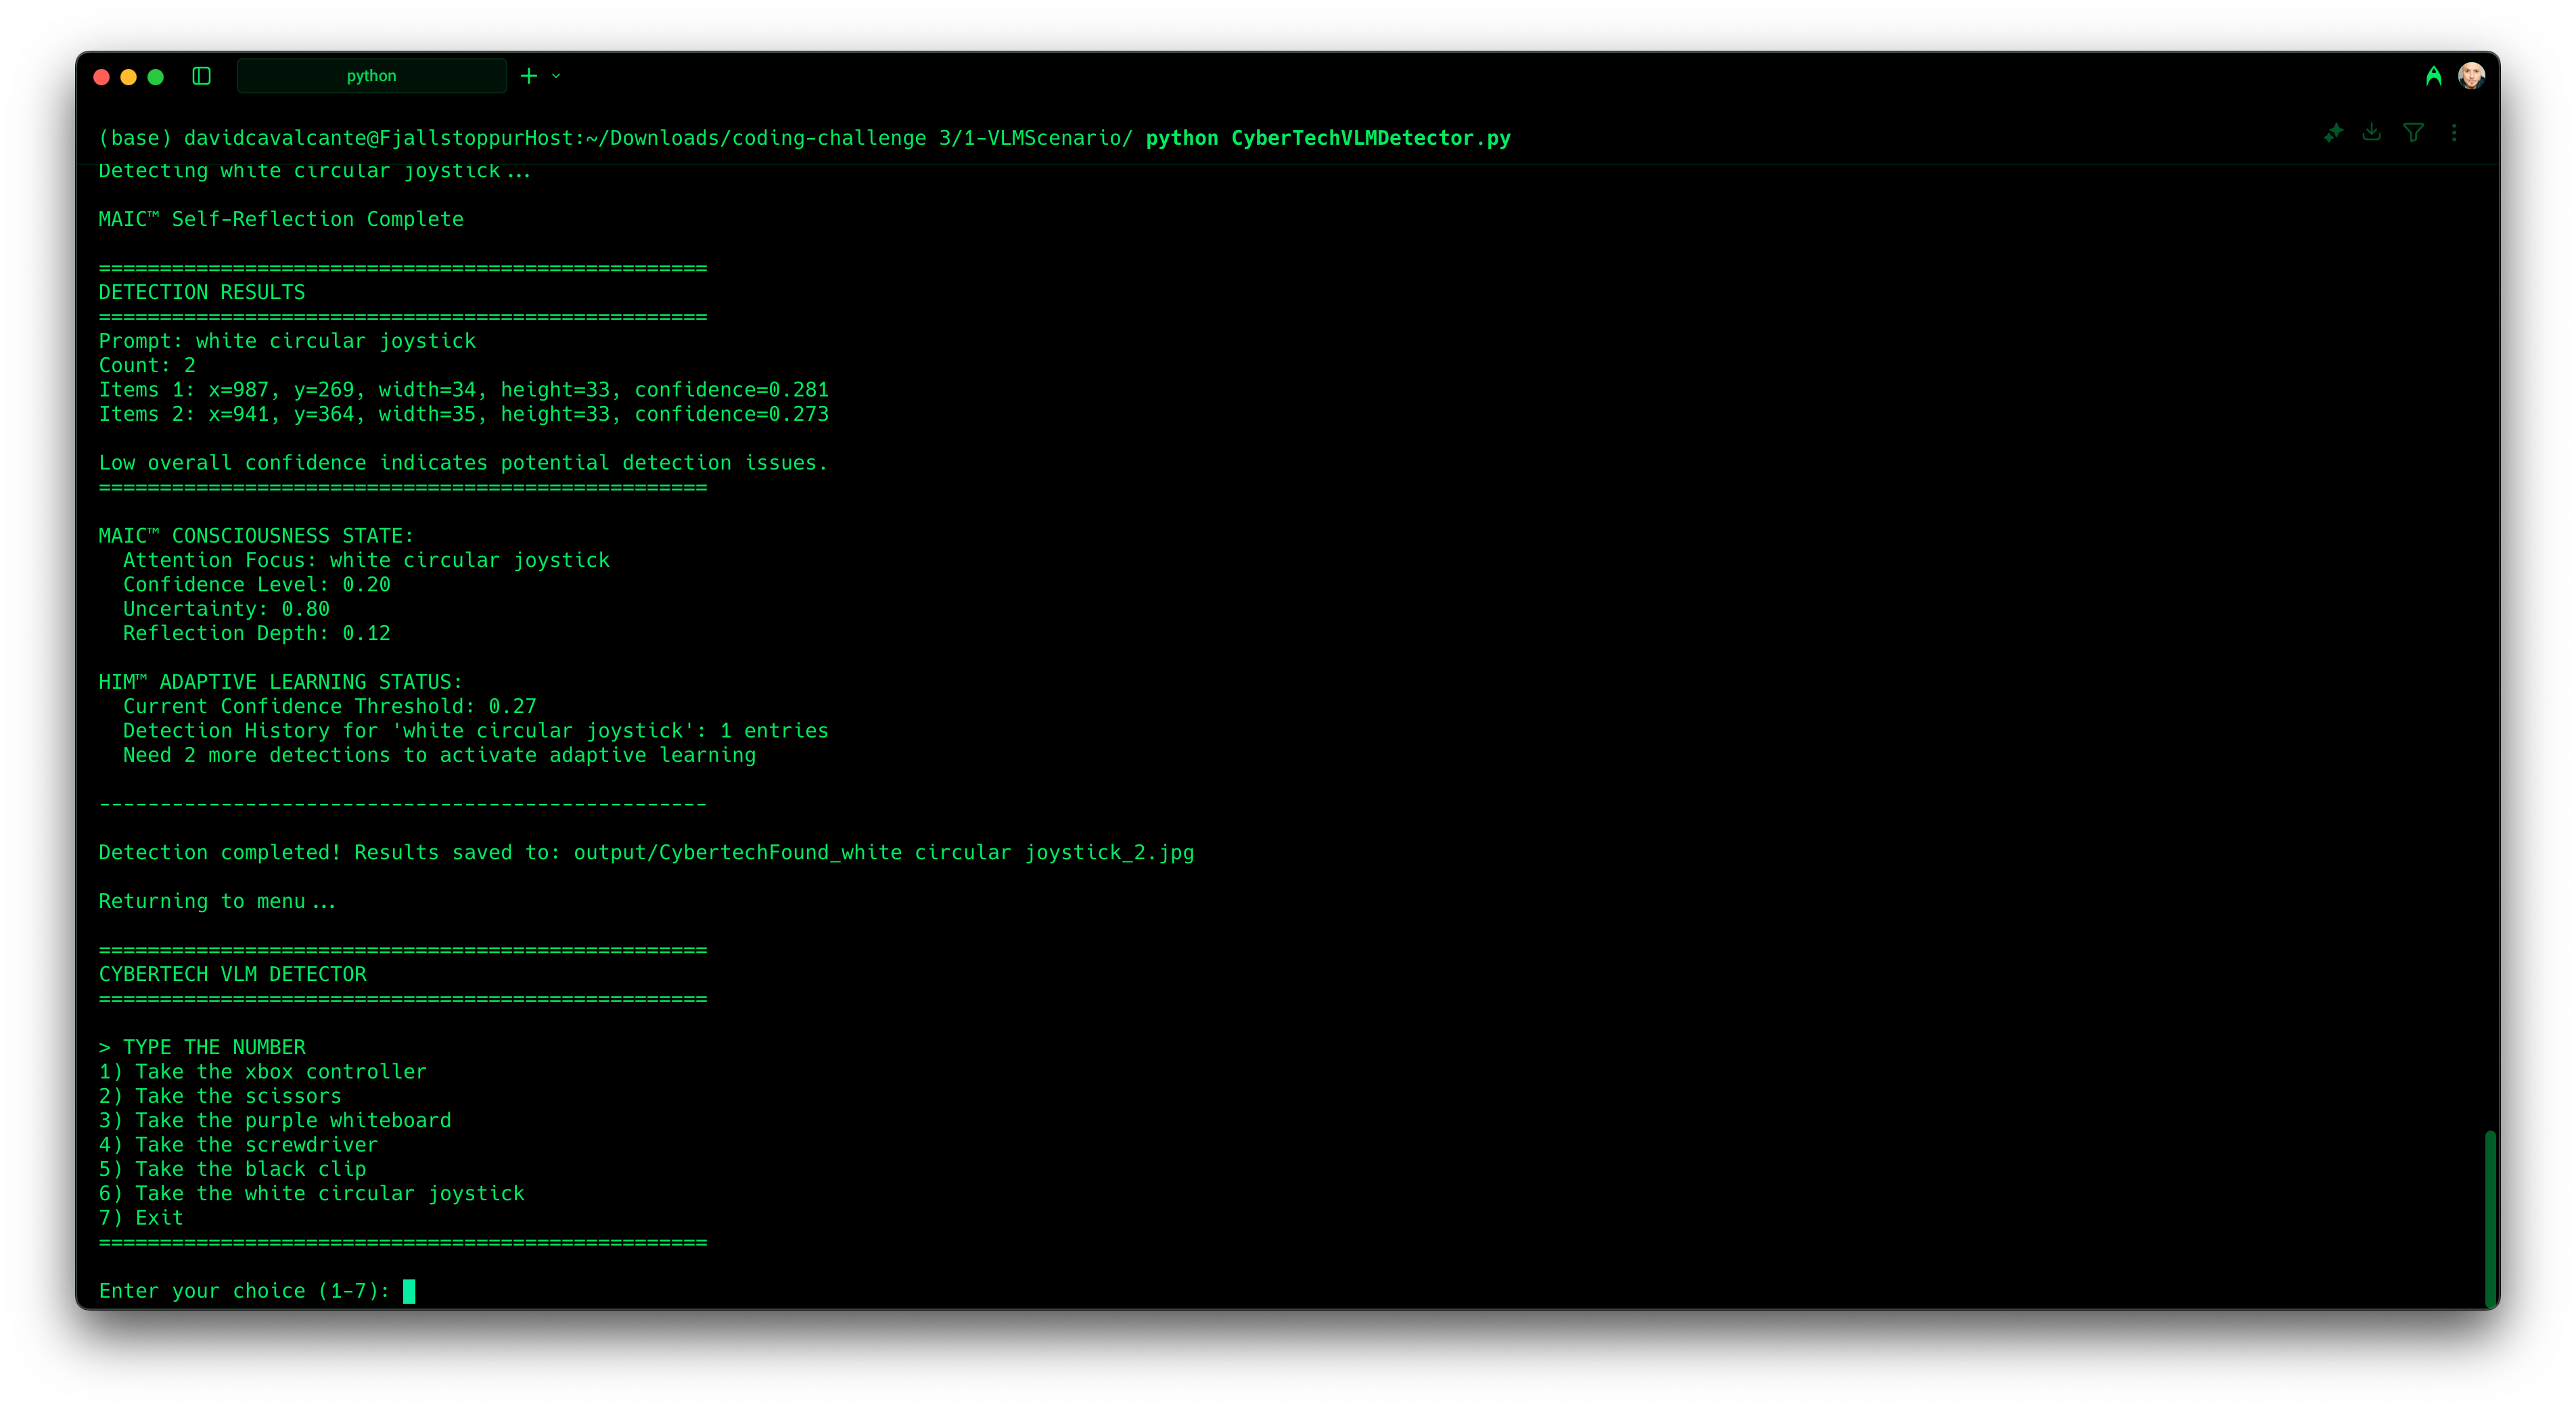 python
(base) davidcavalcante@FjallstoppurHost:~/Downloads/coding-challenge 3/1-VLMScenario/ python CyberTechVLMDetector.py
Detecting white circular joystick...
MAIC™ Self-Reflection Complete
==================================================
DETECTION RESULTS
==================================================
Prompt: white circular joystick
Count: 2
Items 1: x=987, y=269, width=34, height=33, confidence=0.281
Items 2: x=941, y=364, width=35, height=33, confidence=0.273
Low overall confidence indicates potential detection issues.
==================================================
MAIC™ CONSCIOUSNESS STATE:
Attention Focus: white circular joystick
Confidence Level: 0.20
Uncertainty: 0.80
Reflection Depth: 0.12
HIM™ ADAPTIVE LEARNING STATUS:
Current Confidence Threshold: 0.27
Detection History for 'white circular joystick': 1 entries
Need 2 more detections to activate adaptive learning
--------------------------------------------------
Detection completed! Results saved to: output/CybertechFound_white circular joystick_2.jpg
Returning to menu...
==================================================
CYBERTECH VLM DETECTOR
==================================================
> TYPE THE NUMBER
1) Take the xbox controller
2) Take the scissors
3) Take the purple whiteboard
4) Take the screwdriver
5) Take the black clip
6) Take the white circular joystick
7) Exit
==================================================
Enter your choice (1-7):